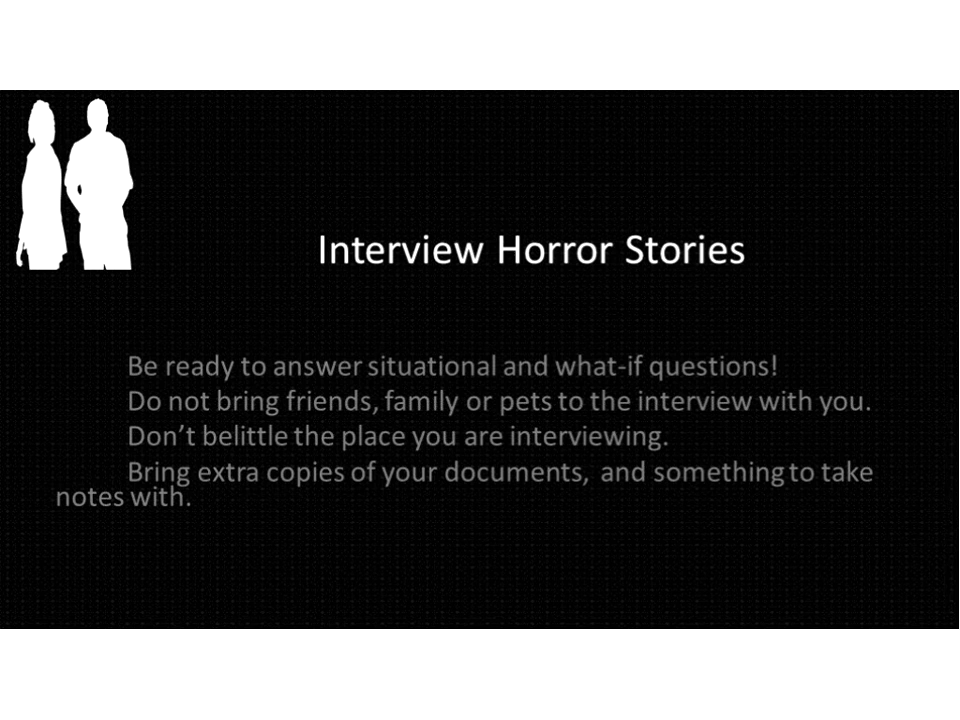 Interview Horror Stories
Be ready to answer situational and what-if questions!
Do not bring friends, family or pets to the interview with you.
Don’t belittle the place you are interviewing.
Bring extra copies of your documents, and something to take
notes with.